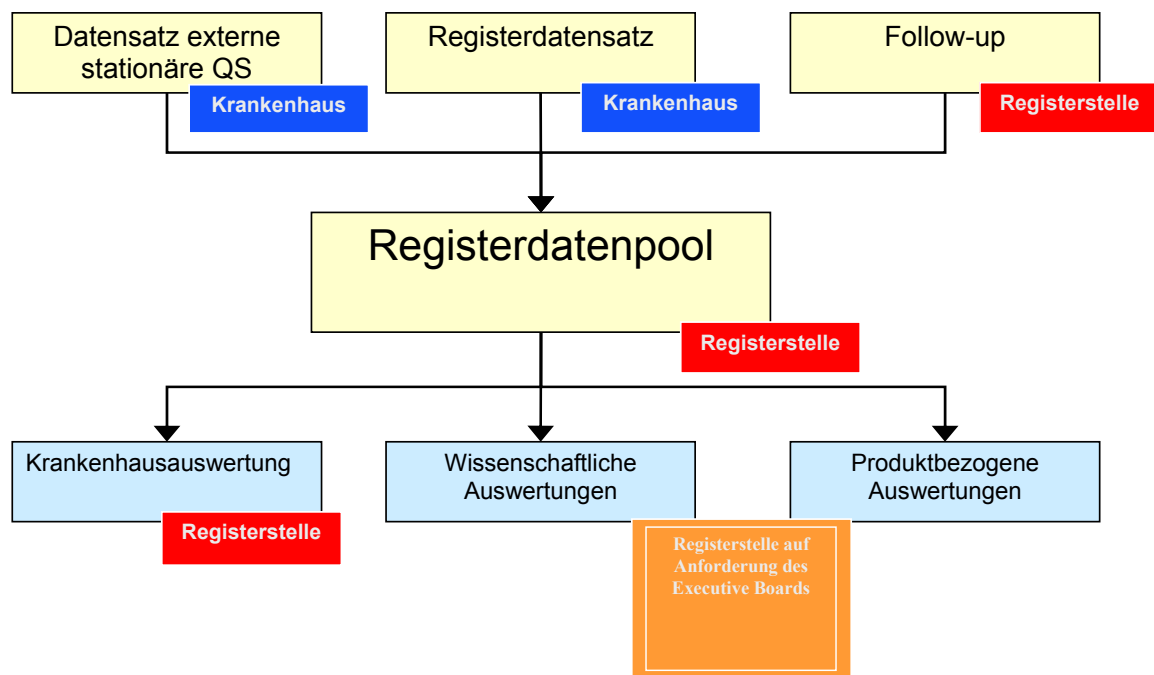 Datensatz externe
stationäre QS
Krankenhaus
Registerdatensatz
Krankenhaus
Follow-up
Registerstelle
Registerdatenpool
Registerstelle
Krankenhausauswertung
Registerstelle
Wissenschaftliche
Auswertungen
Produktbezogene
Auswertungen
Registerstelle auf
Anforderung des
Executive Boards